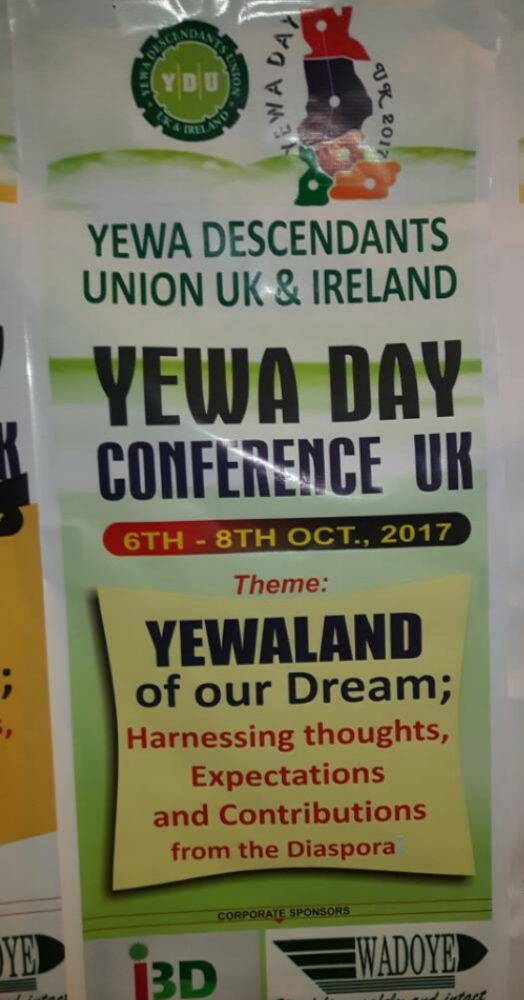 YEWA DESCENDANTS UNION
YDU
UK & IRELAND
YEWA DAY
UK 2017
YEWA DESCENDANTS
UNION UK & IRELAND
YEWA DAY
CONFERENCE UK
6TH - 8TH OCT., 2017
Theme:
YEWALAND
of our Dream;
Harnessing thoughts,
Expectations
and Contributions
from the Diaspora
CORPORATE SPONSORS
i3D
WADOYE